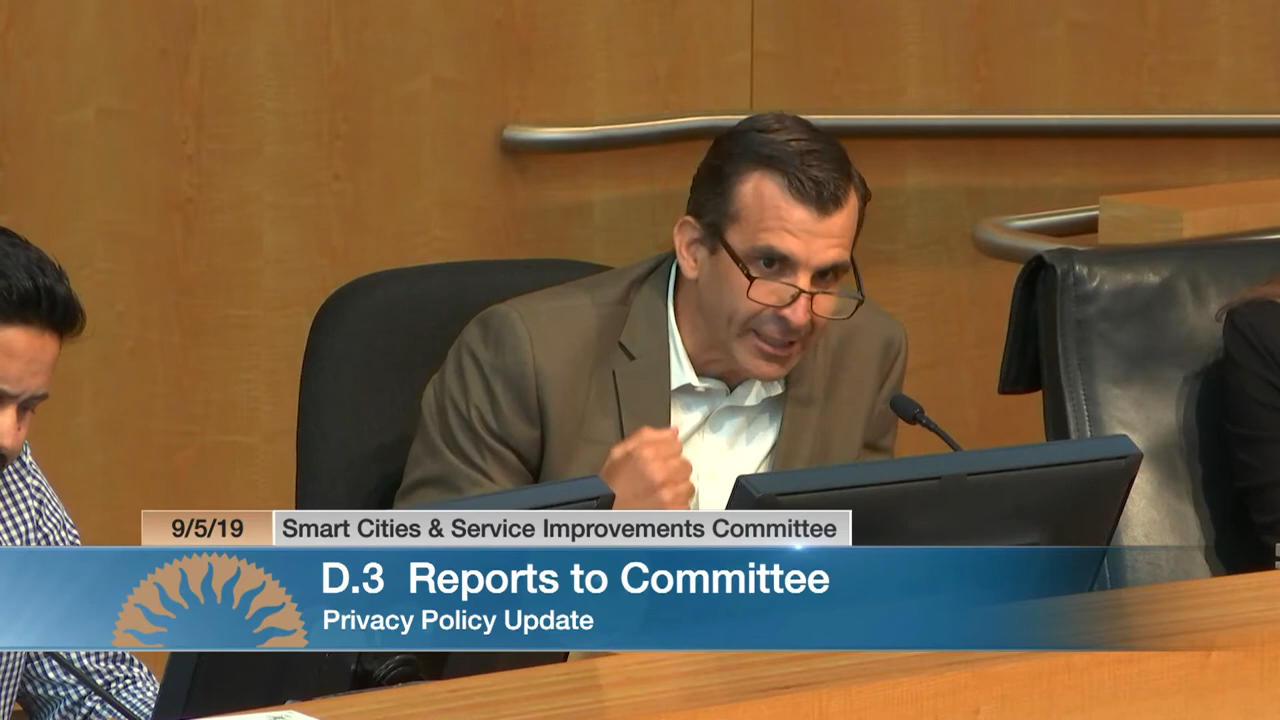 9/5/19 Smart Cities & Service Improvements Committee
D.3 Reports to Committee
Privacy Policy Update